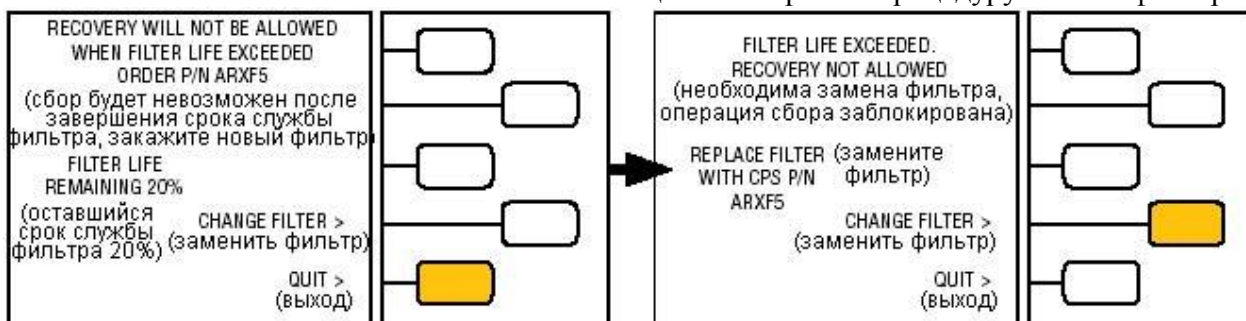 RECOVERY WILL NOT BE ALLOWED
WHEN FILTER LIFE EXCEEDED
ORDER P/N ARXF5
(сбор будет невозможен после
завершения срока службы
фильтра, закажите новый фильтр)
FILTER LIFE
REMAINING 20%
(оставшийся
срок службы
фильтра 20%)
CHANGE FILTER >
(заменить фильтр)
QUIT >
(выход)
FILTER LIFE EXCEEDED.
RECOVERY NOT ALLOWED
(необходима замена фильтра,
операция сбора заблокирована)
REPLACE FILTER (замените
WITH CPS P/N фильтр)
ARXF5
CHANGE FILTER >
(заменить фильтр)
QUIT >
(выход)